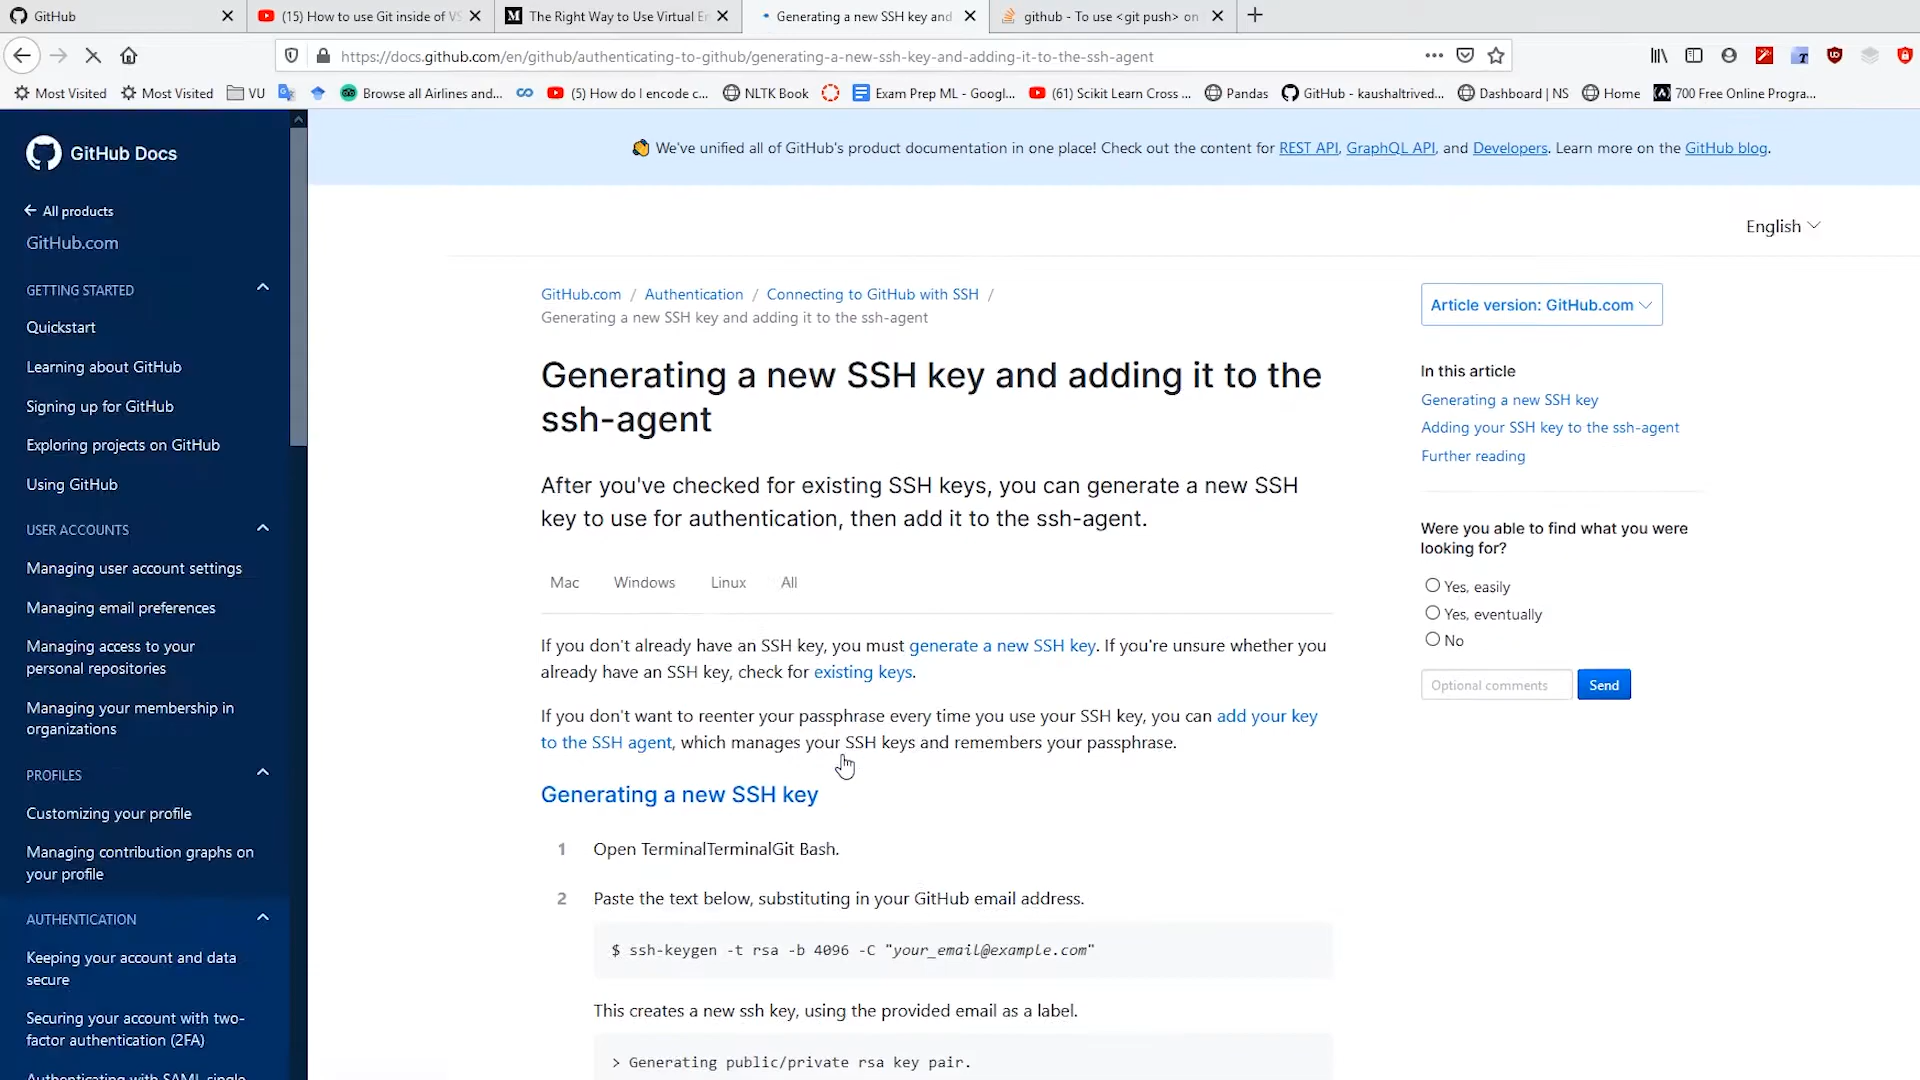 GitHub
(15) How to use Git inside of VS
The Right Way to Use Virtual En
Generating a new SSH key and
github - To use <git push> on
https://docs.github.com/en/github/authenticating-to-github/generating-a-new-ssh-key-and-adding-it-to-the-ssh-agent
Most Visited
Most Visited
VU
Browse all Airlines and...
(5) How do I encode c...
NLTK Book
Exam Prep ML - Googl...
(61) Scikit Learn Cross ...
Pandas
GitHub - kaushaltrived...
Dashboard | NS
Home
700 Free Online Progra...
GitHub Docs
All products
GitHub.com
GETTING STARTED
Quickstart
Learning about GitHub
Signing up for GitHub
Exploring projects on GitHub
Using GitHub
USER ACCOUNTS
Managing user account settings
Managing email preferences
Managing access to your
personal repositories
Managing your membership in
organizations
PROFILES
Customizing your profile
Managing contribution graphs on
your profile
AUTHENTICATION
Keeping your account and data
secure
Securing your account with two-
factor authentication (2FA)
Authenticating with SAML single
We've unified all of GitHub's product documentation in one place! Check out the content for REST API, GraphQL API, and Developers. Learn more on the GitHub blog.
English
GitHub.com / Authentication / Connecting to GitHub with SSH /
Generating a new SSH key and adding it to the ssh-agent
Generating a new SSH key and adding it to the
ssh-agent
After you've checked for existing SSH keys, you can generate a new SSH
key to use for authentication, then add it to the ssh-agent.
Mac Windows Linux All
If you don't already have an SSH key, you must generate a new SSH key. If you're unsure whether you
already have an SSH key, check for existing keys.
If you don't want to reenter your passphrase every time you use your SSH key, you can add your key
to the SSH agent, which manages your SSH keys and remembers your passphrase.
Generating a new SSH key
1 Open TerminalTerminalGit Bash.
2 Paste the text below, substituting in your GitHub email address.
$ ssh-keygen -t rsa -b 4096 -C "your_email@example.com"
This creates a new ssh key, using the provided email as a label.
> Generating public/private rsa key pair.
Article version: GitHub.com
In this article
Generating a new SSH key
Adding your SSH key to the ssh-agent
Further reading
Were you able to find what you were
looking for?
Yes, easily
Yes, eventually
No
Optional comments
Send